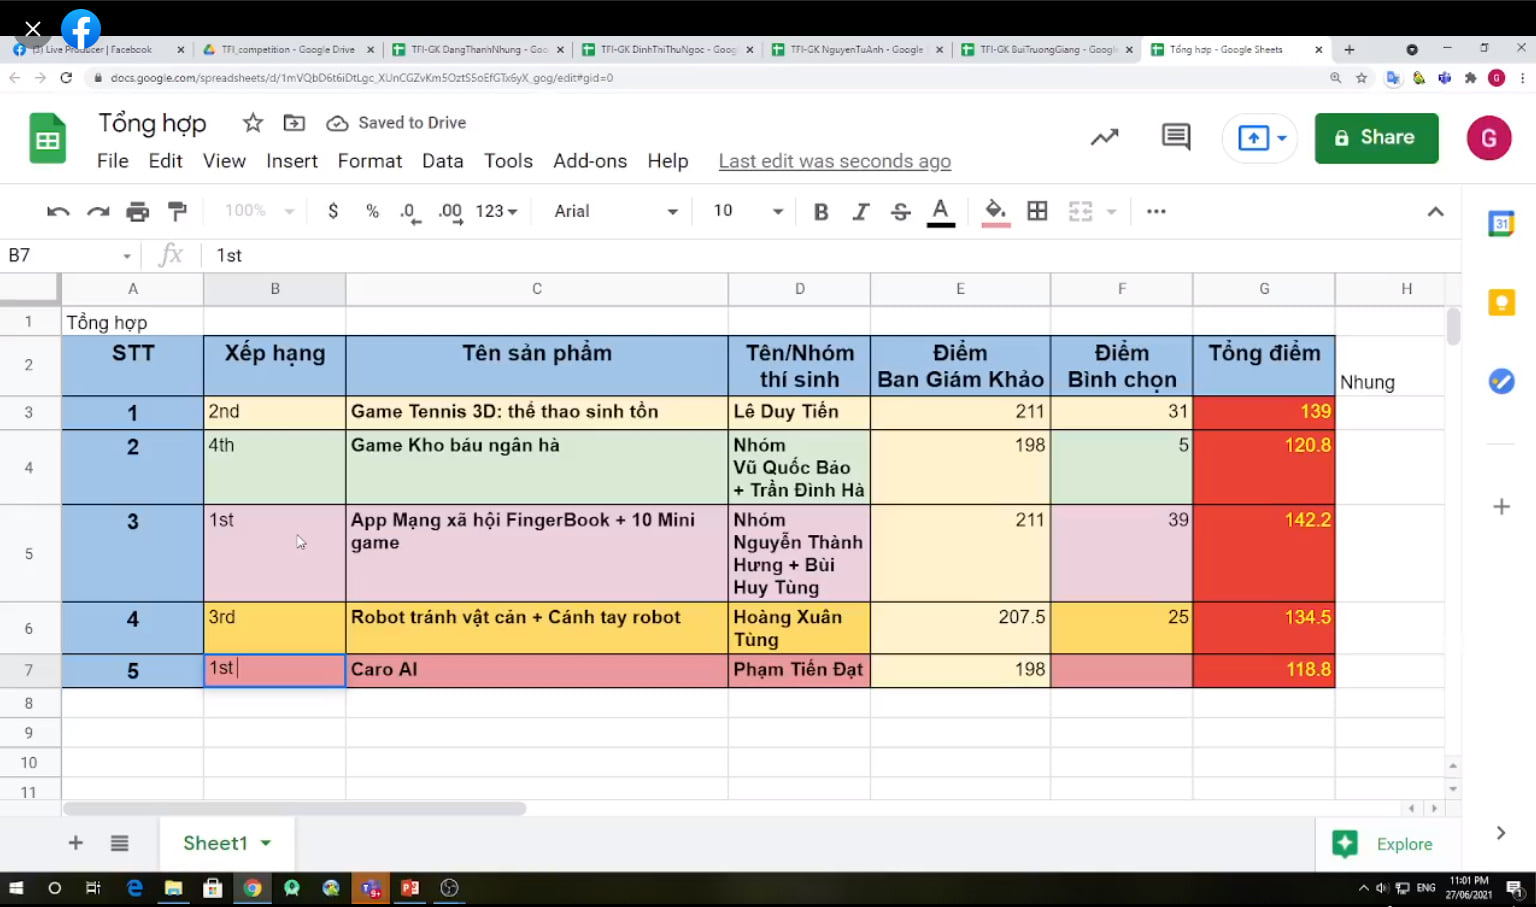 (3) Live Producer | Facebook
TFI_competition - Google Drive
TFI-GK DangThanhNhung - Goo
TFI-GK DinhThiThuNgoc - Googl
TFI-GK NguyenTuAnh - Google
TFI-GK BuiTruongGiang - Googl
Tổng hợp - Google Sheets
docs.google.com/spreadsheets/d/1mVQbD6t6iDtLgc_XUnCGZvKm5OztS5oEfGTx6yX_gog/edit#gid=0
G
Tổng hợp
Saved to Drive
File Edit View Insert Format Data Tools Add-ons Help Last edit was seconds ago
Share
G
100% $ % .0 .00 123 Arial 10 B I S A
31
B7 fx 1st
A B C D E F G H
1 Tổng hợp
2 STT Xếp hạng Tên sản phẩm Tên/Nhóm thí sinh Điểm Ban Giám Khảo Điểm Bình chọn Tổng điểm Nhung
3 1 2nd Game Tennis 3D: thể thao sinh tồn Lê Duy Tiến 211 31 139
4 2 4th Game Kho báu ngân hà Nhóm Vũ Quốc Bảo + Trần Đình Hà 198 5 120.8
5 3 1st App Mạng xã hội FingerBook + 10 Mini game Nhóm Nguyễn Thành Hưng + Bùi Huy Tùng 211 39 142.2
6 4 3rd Robot tránh vật cản + Cánh tay robot Hoàng Xuân Tùng 207.5 25 134.5
7 5 1st Caro AI Phạm Tiến Đạt 198 118.8
8
9
10
11
Sheet1
Explore
ENG
11:01 PM
27/06/2021